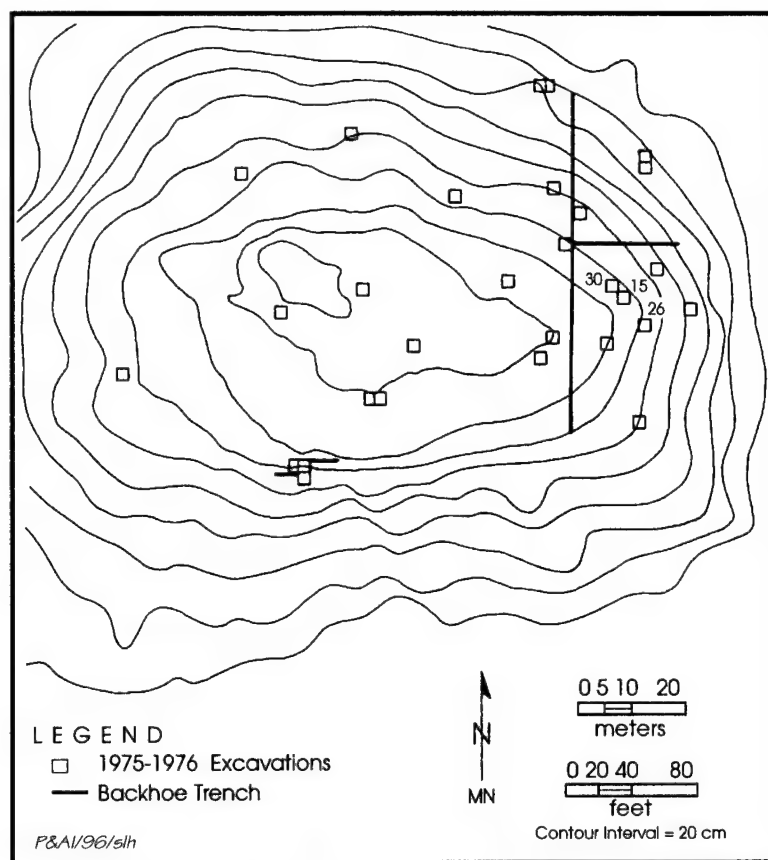 30
15
26
LEGEND
1975-1976 Excavations
Backhoe Trench
N
MN
0 5 10 20
meters
0 20 40 80
feet
Contour Interval = 20 cm
P&AI/96/slh